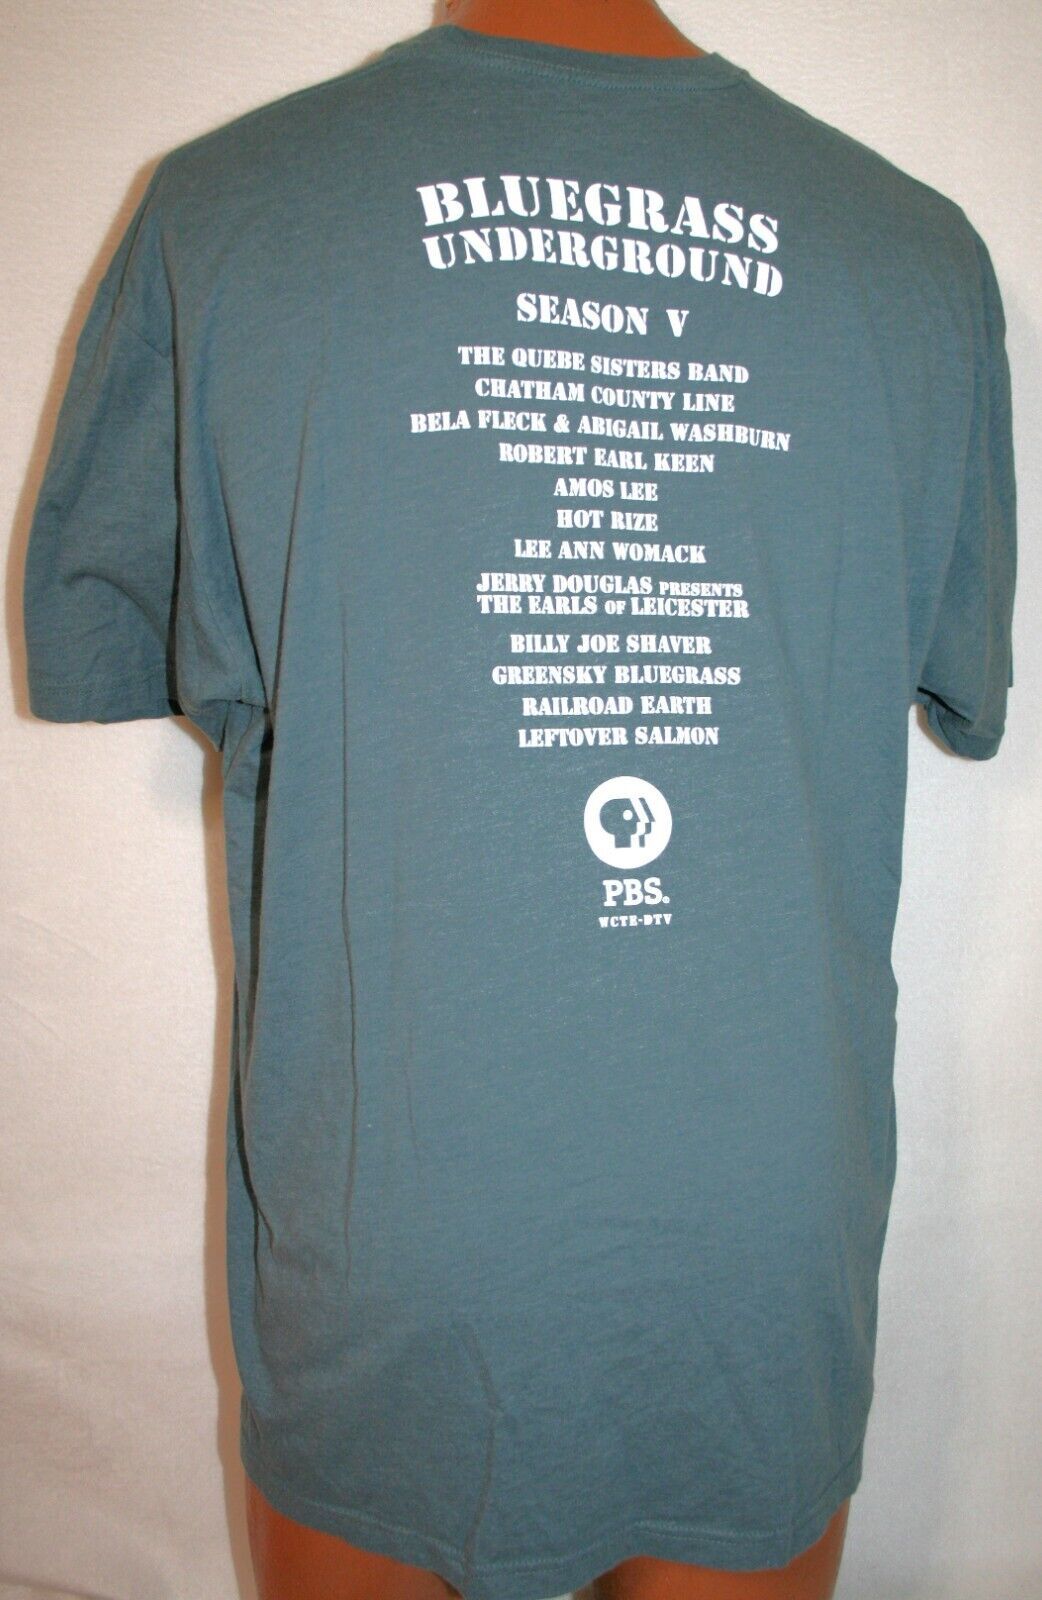 BLUEGRASS
UNDERGROUND
SEASON V
THE QUEBE SISTERS BAND
CHATHAM COUNTY LINE
BELA FLECK & ABIGAIL WASHBURN
ROBERT EARL KEEN
AMOS LEE
HOT RIZE
LEE ANN WOMACK
JERRY DOUGLAS PRESENTS
THE EARLS OF LEICESTER
BILLY JOE SHAVER
GREENSKY BLUEGRASS
RAILROAD EARTH
LEFTOVER SALMON
PBS.
WCTE-DTV